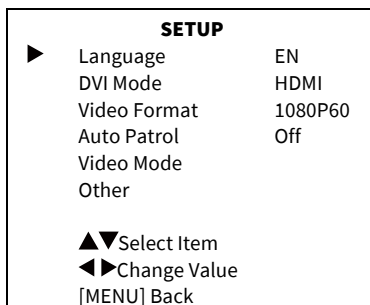 SETUP
▶ Language EN
DVI Mode HDMI
Video Format 1080P60
Auto Patrol Off
Video Mode
Other
▲▼Select Item
◀▶Change Value
[MENU] Back